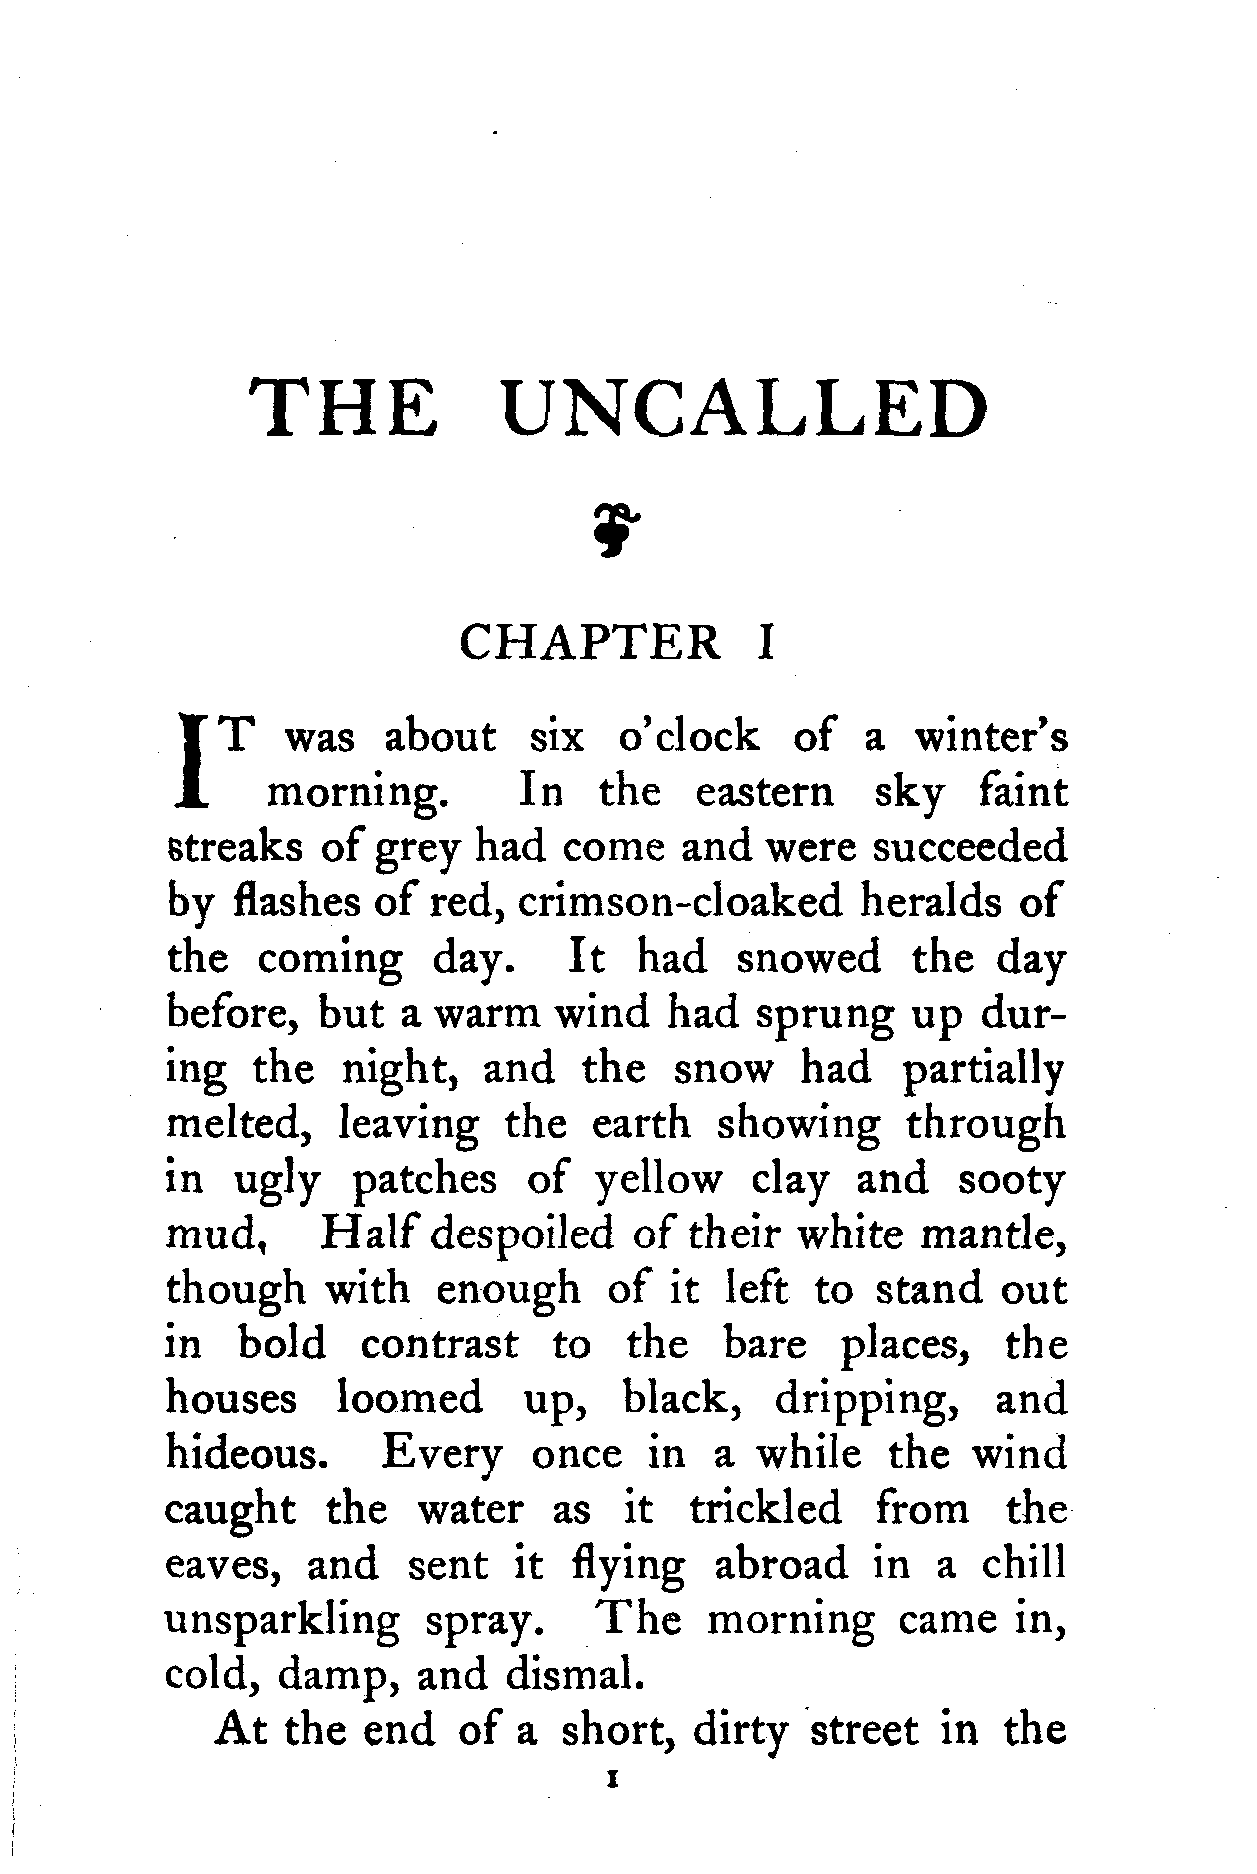 THE UNCALLED
CHAPTER I
IT was about six o'clock of a winter's
morning. In the eastern sky faint
streaks of grey had come and were succeeded
by flashes of red, crimson-cloaked heralds of
the coming day. It had snowed the day
before, but a warm wind had sprung up dur-
ing the night, and the snow had partially
melted, leaving the earth showing through
in ugly patches of yellow clay and sooty
mud, Half despoiled of their white mantle,
though with enough of it left to stand out
in bold contrast to the bare places, the
houses loomed up, black, dripping, and
hideous. Every once in a while the wind
caught the water as it trickled from the
eaves, and sent it flying abroad in a chill
unsparkling spray. The morning came in,
cold, damp, and dismal.
At the end of a short, dirty street in the
1